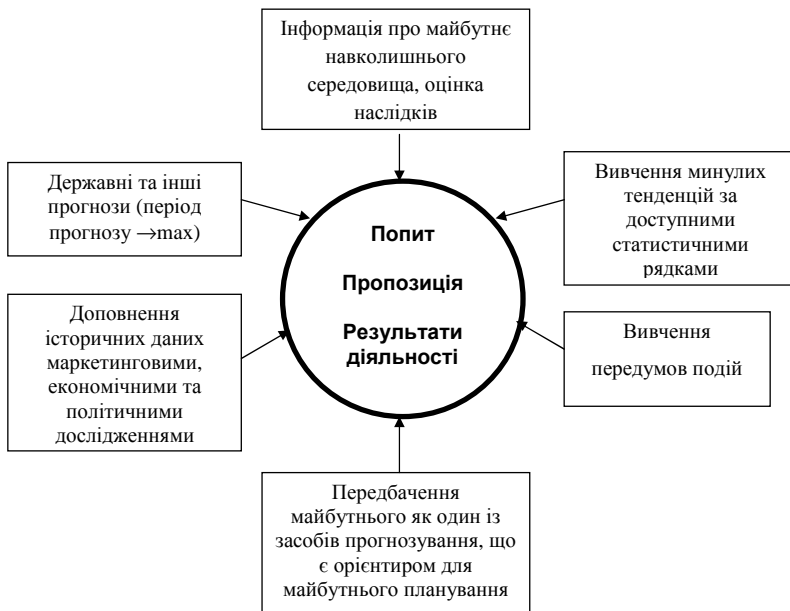 Інформація про майбутнє
навколишнього
середовища, оцінка
наслідків
Державні та інші
прогнози (період
прогнозу →max)
Вивчення минулих
тенденцій за
доступними
статистичними
рядками
Попит
Пропозиція
Результати
діяльності
Доповнення
історичних даних
маркетинговими,
економічними та
політичними
дослідженнями
Вивчення
передумов подій
Передбачення
майбутнього як один із
засобів прогнозування, що
є орієнтиром для
майбутнього планування